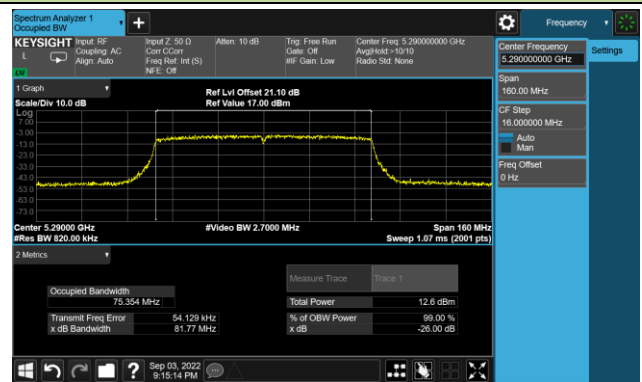 Spectrum Analyzer 1
Occupied BW
Frequency
KEYSIGHT
L
LU
Input: RF
Coupling: AC
Align: Auto
Input Z: 50 Ω
Corr CCorr
Freq Ref: Int (S)
NFE: Off
Atten: 10 dB
Trig: Free Run
Gate: Off
#IF Gain: Low
Center Freq: 5.290000000 GHz
Avg|Hold:>10/10
Radio Std: None
Center Frequency
5.290000000 GHz
Settings
Span
160.00 MHz
CF Step
16.000000 MHz
Auto
Man
Freq Offset
0 Hz
1 Graph
Scale/Div 10.0 dB
Ref Lvl Offset 21.10 dB
Ref Value 17.00 dBm
Log
7.00
-3.00
-13.0
-23.0
-33.0
-43.0
-53.0
-63.0
-73.0
Center 5.29000 GHz
#Res BW 820.00 kHz
#Video BW 2.7000 MHz
Span 160 MHz
Sweep 1.07 ms (2001 pts)
2 Metrics
Measure Trace
Trace 1
Occupied Bandwidth
75.354 MHz
Total Power
12.6 dBm
Transmit Freq Error
54.129 kHz
% of OBW Power
99.00 %
x dB Bandwidth
81.77 MHz
x dB
-26.00 dB
?
Sep 03, 2022
9:15:14 PM